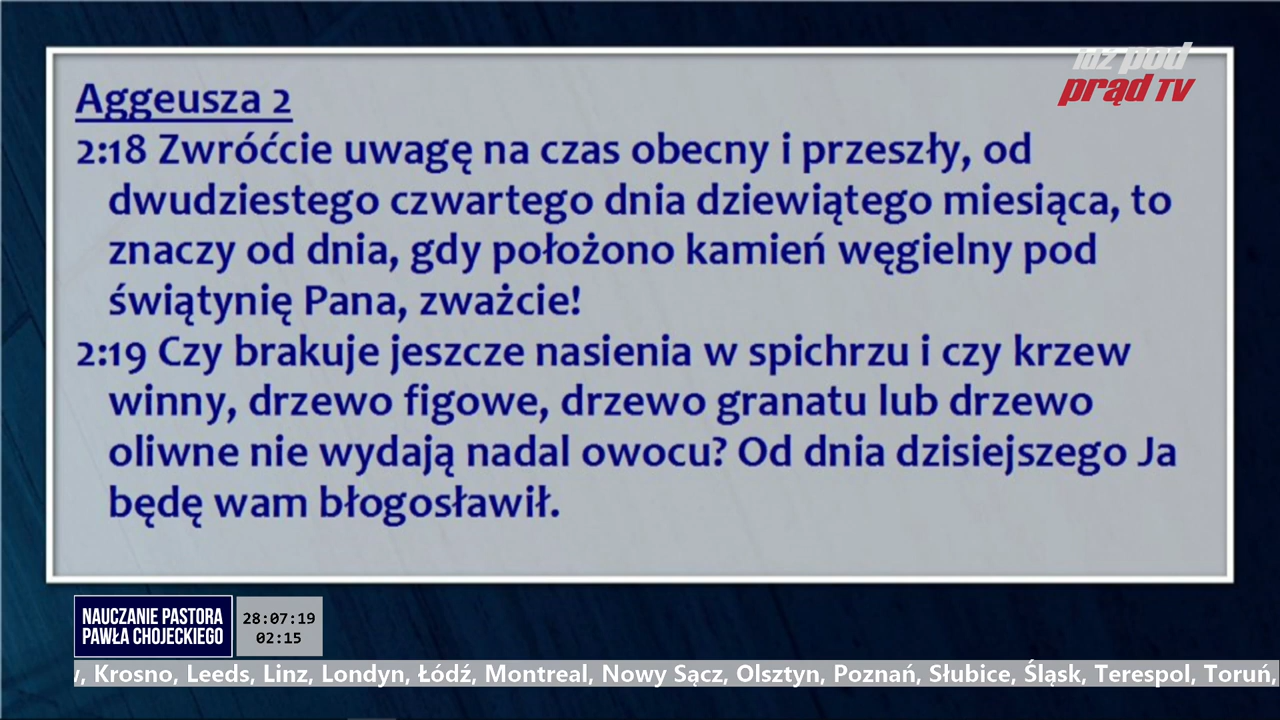 idź pod
prąd TV
Aggeusza 2
2:18 Zwróćcie uwagę na czas obecny i przeszły, od
dwudziestego czwartego dnia dziewiątego miesiąca, to
znaczy od dnia, gdy położono kamień węgielny pod
świątynię Pana, zważcie!
2:19 Czy brakuje jeszcze nasienia w spichrzu i czy krzew
winny, drzewo figowe, drzewo granatu lub drzewo
oliwne nie wydają nadal owocu? Od dnia dzisiejszego Ja
będę wam błogosławił.
NAUCZANIE PASTORA
PAWŁA CHOJECKIEGO
28:07:19
02:15
, Krosno, Leeds, Linz, Londyn, Łódź, Montreal, Nowy Sącz, Olsztyn, Poznań, Słubice, Śląsk, Terespol, Toruń,